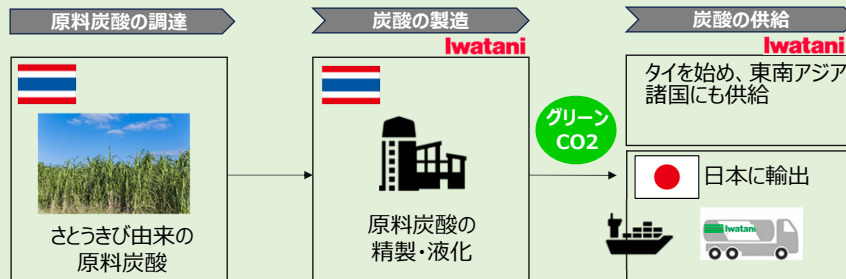 原料炭酸の調達
炭酸の製造
炭酸の供給
Iwatani
Iwatani
タイを始め、東南アジア
諸国にも供給
グリーン
CO2
日本に輸出
Iwatani
さとうきび由来の
原料炭酸
原料炭酸の
精製・液化